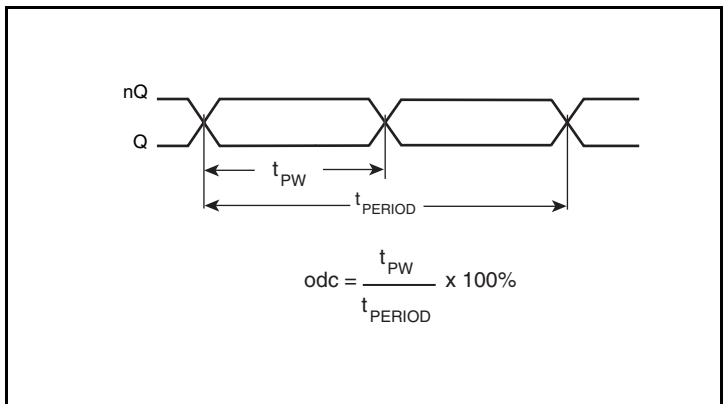 nQ
Q
tPW
tPERIOD
odc = tPW / tPERIOD x 100%